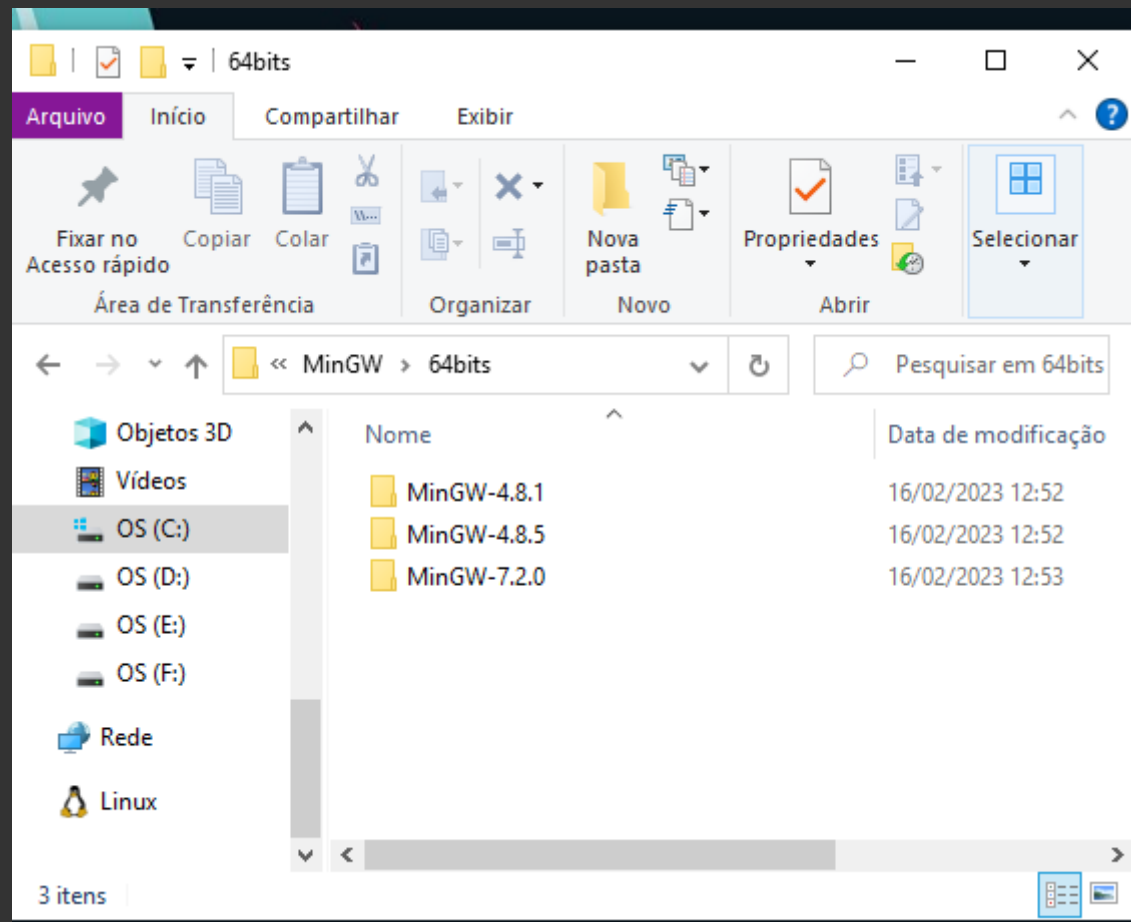 64bits
Arquivo Início Compartilhar Exibir
Fixar no
Acesso rápido
Copiar Colar
Nova
pasta
Propriedades
Selecionar
Área de Transferência Organizar Novo Abrir
« MinGW > 64bits
Pesquisar em 64bits
Objetos 3D
Vídeos
OS (C:)
OS (D:)
OS (E:)
OS (F:)
Rede
Linux
Nome Data de modificação
MinGW-4.8.1 16/02/2023 12:52
MinGW-4.8.5 16/02/2023 12:52
MinGW-7.2.0 16/02/2023 12:53
3 itens